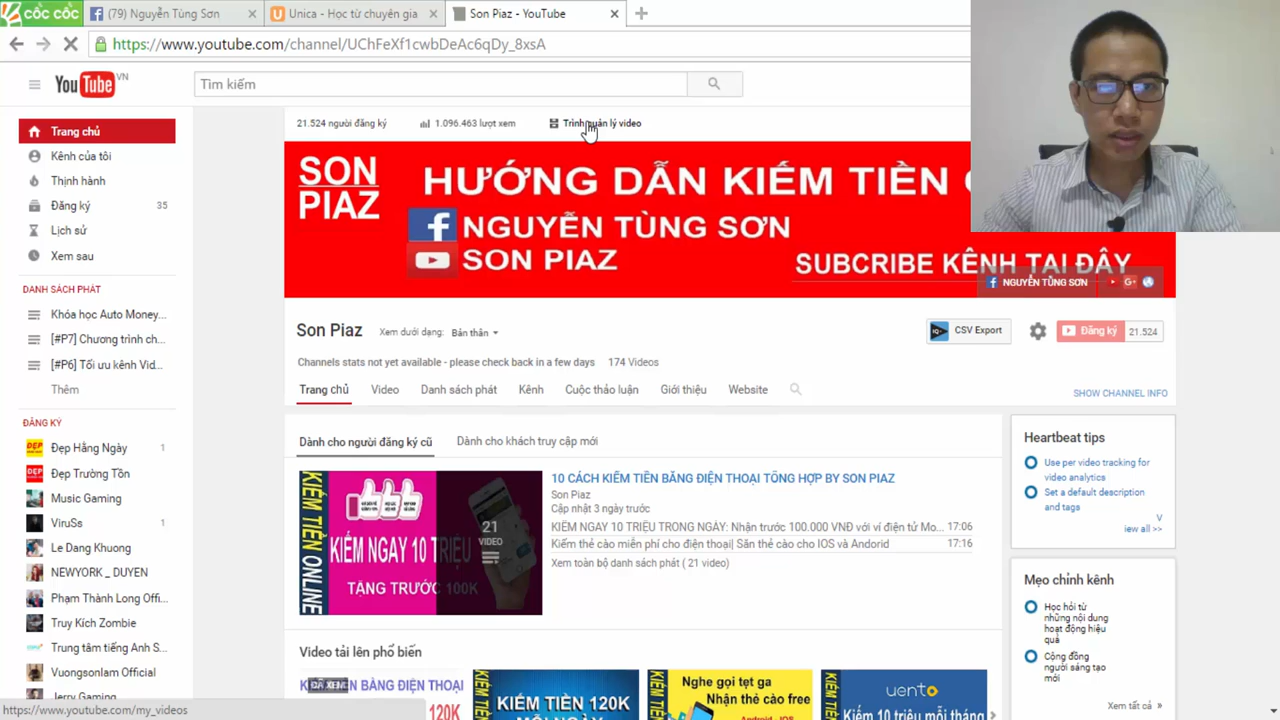 cốc cốc
(79) Nguyễn Tùng Sơn
Unica - Học từ chuyên gia
Son Piaz - YouTube
https://www.youtube.com/channel/UChFeXf1cwbDeAc6qDy_8xsA
YouTube VN
Tìm kiếm
21.524 người đăng ký
1.096.463 lượt xem
Trình quản lý video
SON
PIAZ
HƯỚNG DẪN KIẾM TIỀN
NGUYỄN TÙNG SƠN
SON PIAZ
SUBCRIBE KÊNH TẠI ĐÂY
NGUYỄN TÙNG SƠN
Trang chủ
Kênh của tôi
Thịnh hành
Đăng ký 35
Lịch sử
Xem sau
DANH SÁCH PHÁT
Khóa học Auto Money...
[#P7] Chương trình ch...
[#P6] Tối ưu kênh Vid...
Thêm
ĐĂNG KÝ
Đẹp Hằng Ngày 1
Đẹp Trường Tồn
Music Gaming
ViruSs 1
Le Dang Khuong
NEWYORK _ DUYEN
Phạm Thành Long Offi...
Truy Kích Zombie
Trung tâm tiếng Anh S...
Vuongsonlam Official
Jerry Gaming
Son Piaz
Xem dưới dạng: Bản thân
CSV Export
Đăng ký 21.524
Channels stats not yet available - please check back in a few days
174 Videos
Trang chủ
Video
Danh sách phát
Kênh
Cuộc thảo luận
Giới thiệu
Website
SHOW CHANNEL INFO
Dành cho người đăng ký cũ
Dành cho khách truy cập mới
KIẾM TIỀN ONLINE
KIẾM NGAY 10 TRIỆU
TẶNG TRƯỚC 100K
21
VIDEO
10 CÁCH KIẾM TIỀN BẰNG ĐIỆN THOẠI TỔNG HỢP BY SON PIAZ
Son Piaz
Cập nhật 3 ngày trước
KIẾM NGAY 10 TRIỆU TRONG NGÀY: Nhận trước 100.000 VNĐ với ví điện tử Mo... 17:06
Kiếm thẻ cào miễn phí cho điện thoại| Săn thẻ cào cho IOS và Andorid 17:16
Xem toàn bộ danh sách phát ( 21 video)
Heartbeat tips
Use per video tracking for
video analytics
Set a default description
and tags
V
iew all >>
Mẹo chỉnh kênh
Học hỏi từ
những nội dung
hoạt động hiệu
quả
Cộng đồng
người sáng tạo
mới
Xem tất cả »
Video tải lên phổ biến
ĐÃ XEM
BẰNG ĐIỆN THOẠI
120K
KIẾM TIỀN 120K
Nghe gọi tẹt ga
Nhận thẻ cào free
uento
Kiếm 10 triệu mỗi tháng
https://www.youtube.com/my_videos